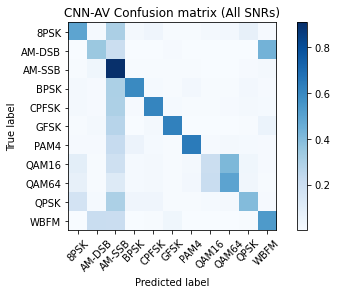 CNN-AV Confusion matrix (All SNRs)
8PSK
AM-DSB
AM-SSB
BPSK
CPFSK
GFSK
PAM4
QAM16
QAM64
QPSK
WBFM
True label
8PSK
AM-DSB
AM-SSB
BPSK
CPFSK
GFSK
PAM4
QAM16
QAM64
QPSK
WBFM
Predicted label
0.8
0.6
0.4
0.2